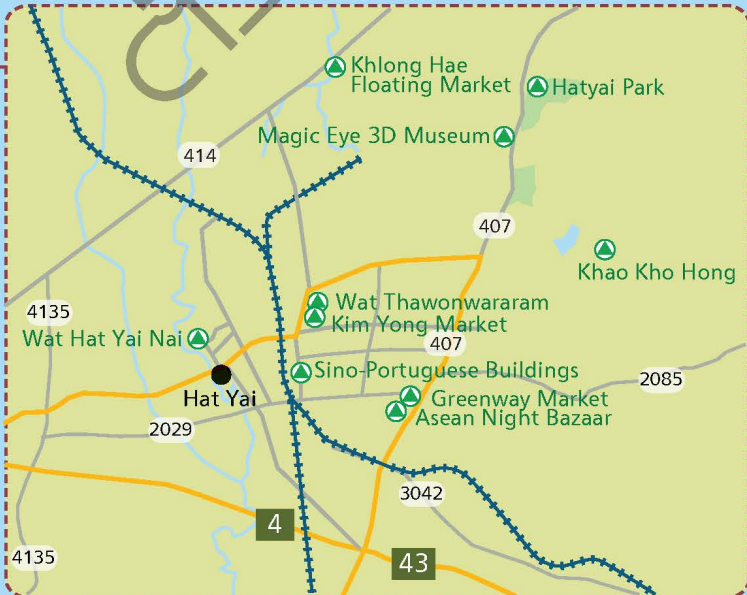 Khlong Hae
Floating Market
Hatyai Park
Magic Eye 3D Museum
414
407
Khao Kho Hong
4135
Wat Thawonwararam
Kim Yong Market
Wat Hat Yai Nai
407
Sino-Portuguese Buildings
2085
Hat Yai
Greenway Market
Asean Night Bazaar
2029
3042
4
43
4135